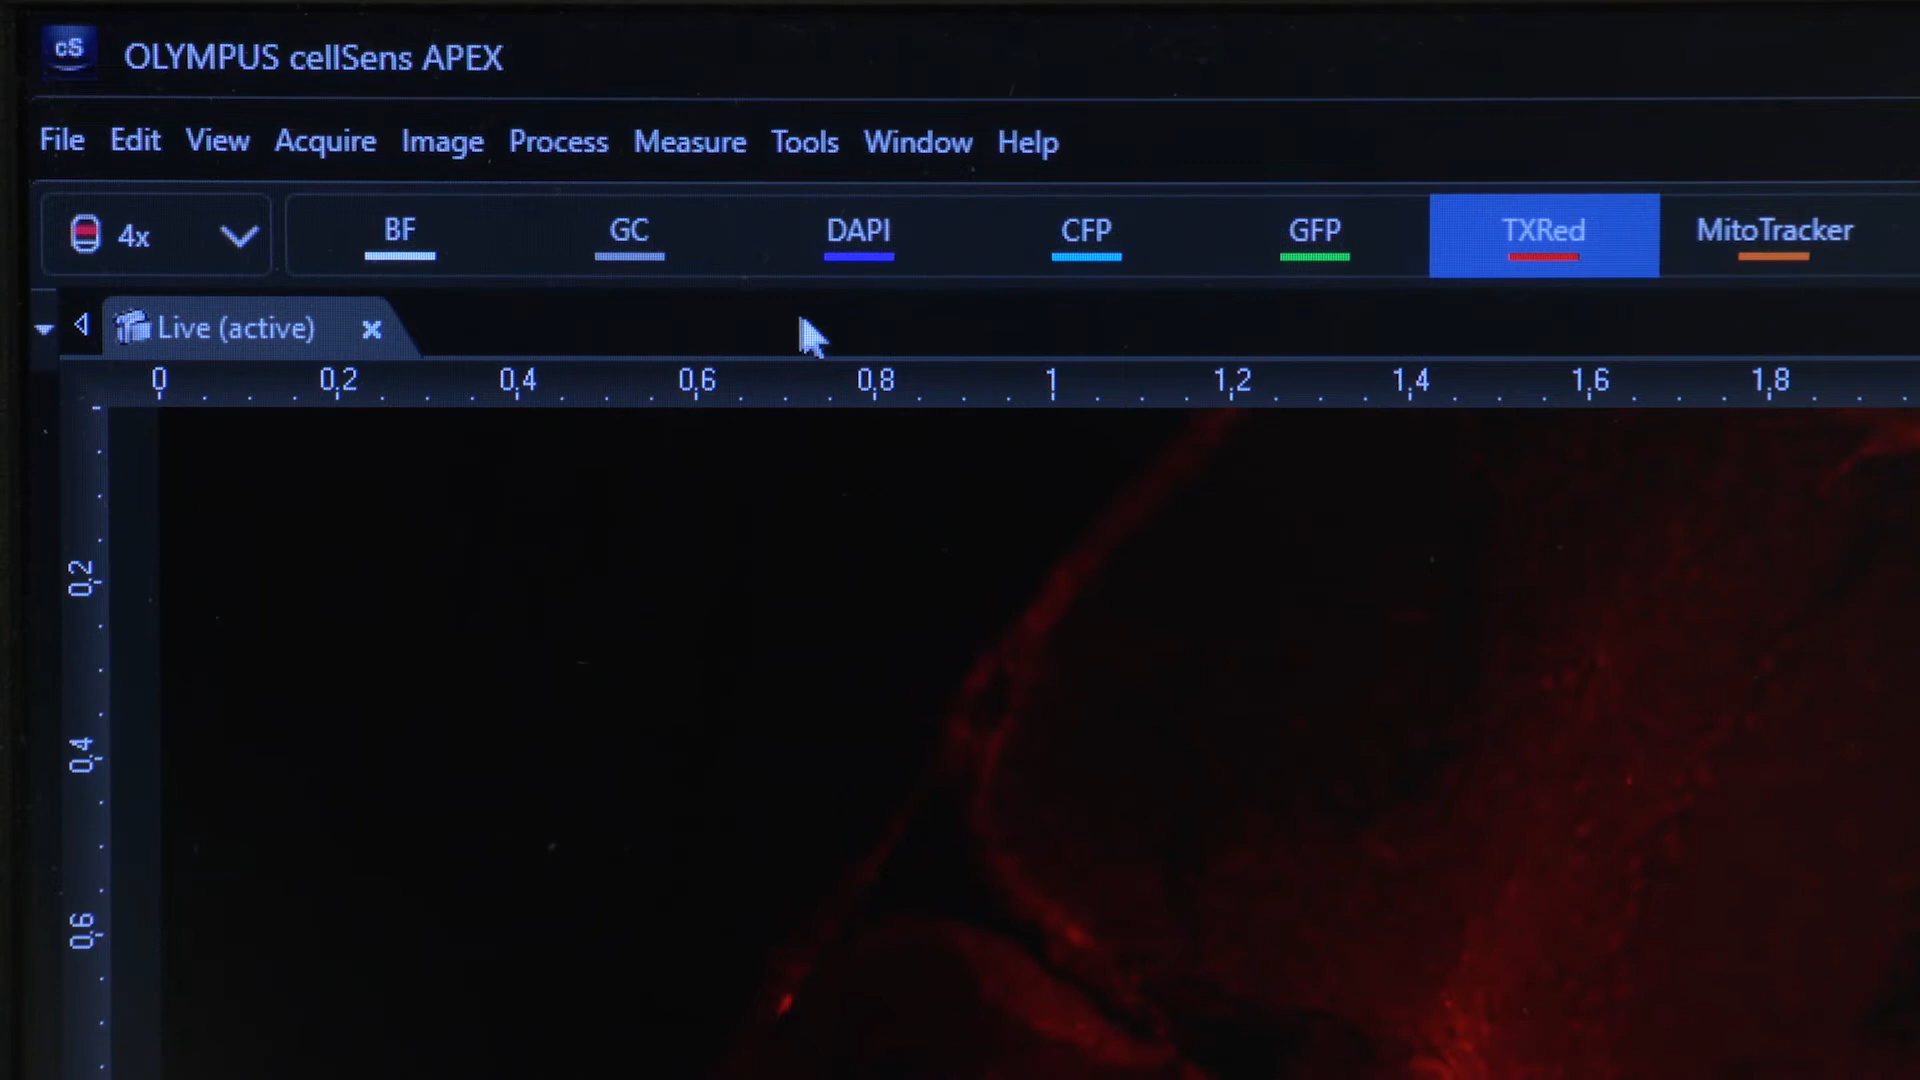 cS OLYMPUS cellSens APEX
File Edit View Acquire Image Process Measure Tools Window Help
4x BF GC DAPI CFP GFP TXRed MitoTracker
Live (active)
0 0,2 0,4 0,6 0,8 1 1,2 1,4 1,6 1,8
0,2
0,4
0,6